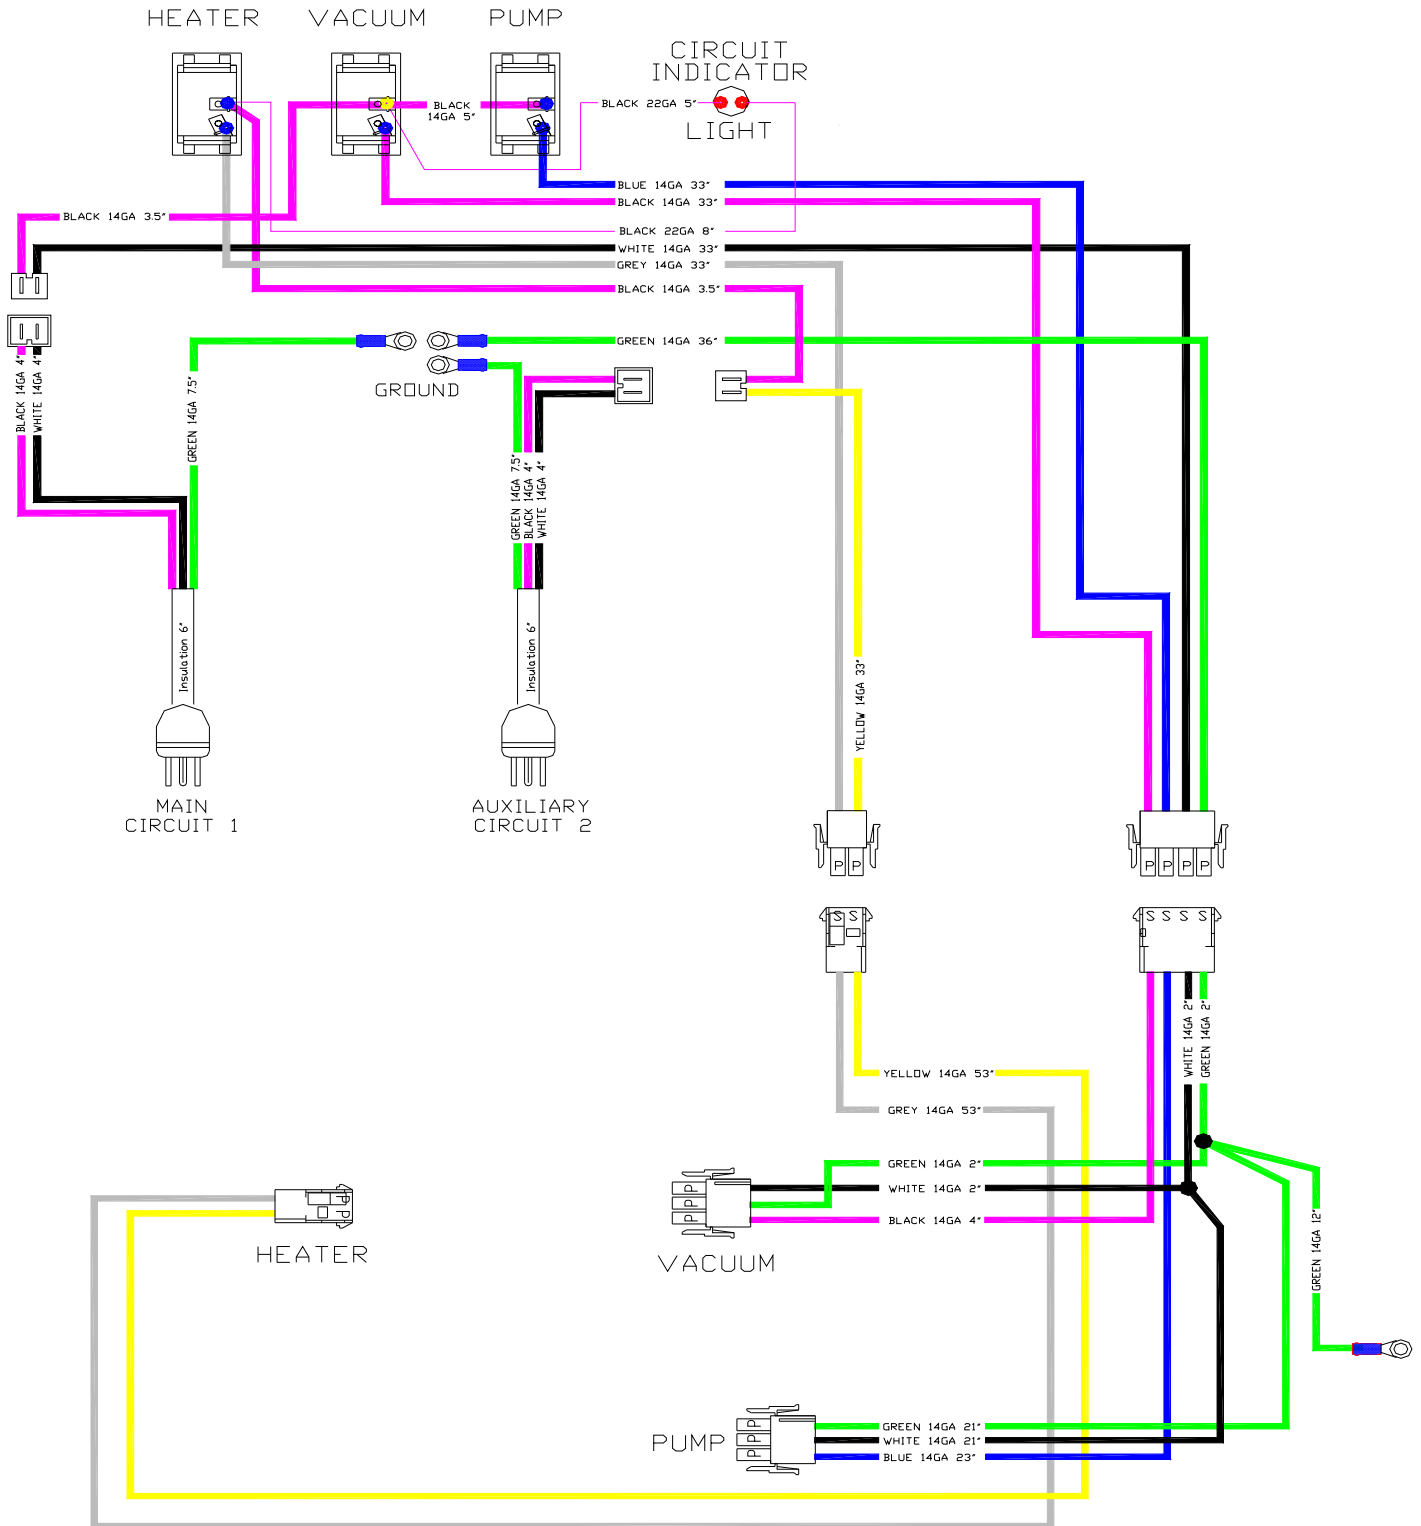 HEATER
VACUUM
PUMP
CIRCUIT
INDICATOR
LIGHT
BLACK
14GA 5"
BLACK 22GA 5"
BLUE 14GA 33"
BLACK 14GA 33"
BLACK 14GA 3.5"
BLACK 22GA 8"
WHITE 14GA 33"
GREY 14GA 33"
BLACK 14GA 3.5"
GREEN 14GA 36"
GROUND
BLACK 14GA 4"
WHITE 14GA 4"
GREEN 14GA 7.5"
GREEN 14GA 7.5"
BLACK 14GA 4"
WHITE 14GA 4"
Insulation 6"
Insulation 6"
YELLOW 14GA 33"
MAIN
CIRCUIT 1
AUXILIARY
CIRCUIT 2
P P
P P P P
S S
S S S S
WHITE 14GA 2"
GREEN 14GA 2"
YELLOW 14GA 53"
GREY 14GA 53"
GREEN 14GA 2"
WHITE 14GA 2"
BLACK 14GA 4"
P
P
P
P
P
HEATER
VACUUM
GREEN 14GA 12"
P
P
P
PUMP
GREEN 14GA 21"
WHITE 14GA 21"
BLUE 14GA 23"